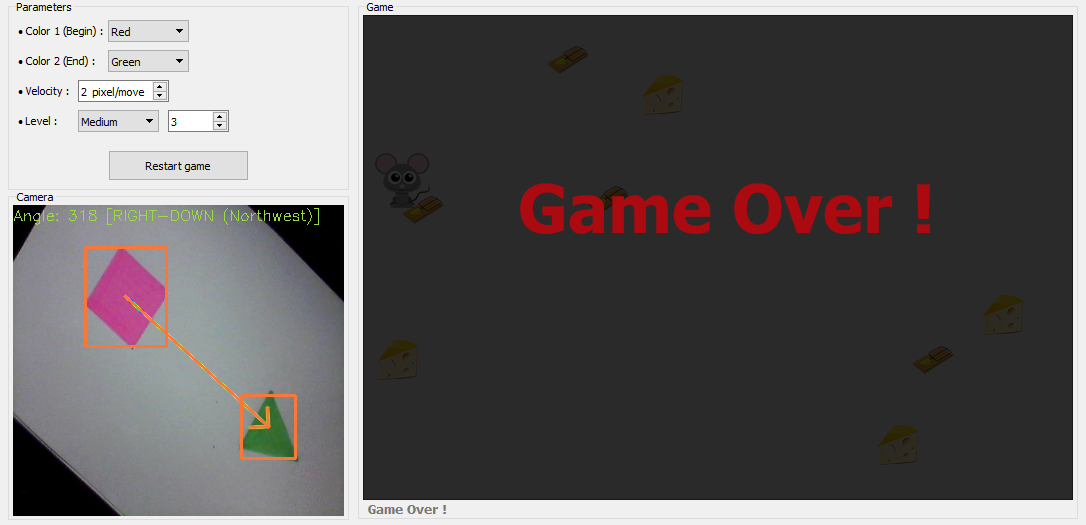 Parameters
• Color 1 (Begin) : Red
• Color 2 (End) : Green
• Velocity : 2 pixel/move
• Level : Medium 3
Restart game
Camera
Angle: 318 [RIGHT-DOWN (Northwest)]
Game
Game Over !
Game Over !